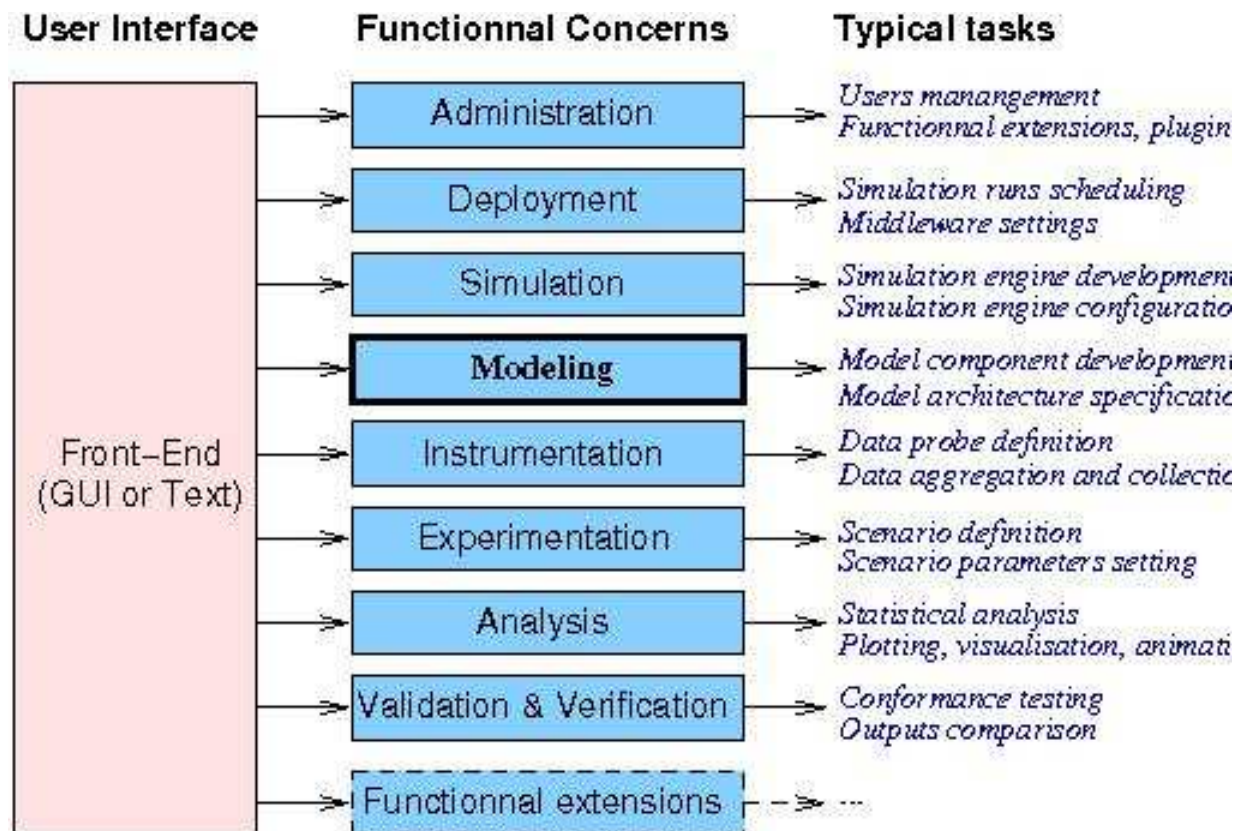 User Interface
Functionnal Concerns
Typical tasks
Front-End
(GUI or Text)
Administration
Users manangement
Functionnal extensions, plugin
Deployment
Simulation runs scheduling
Middleware settings
Simulation
Simulation engine development
Simulation engine configuratio
Modeling
Model component development
Model architecture specificatio
Instrumentation
Data probe definition
Data aggregation and collectio
Experimentation
Scenario definition
Scenario parameters setting
Analysis
Statistical analysis
Plotting, visualisation, animati
Validation & Verification
Conformance testing
Outputs comparison
Functionnal extensions
...